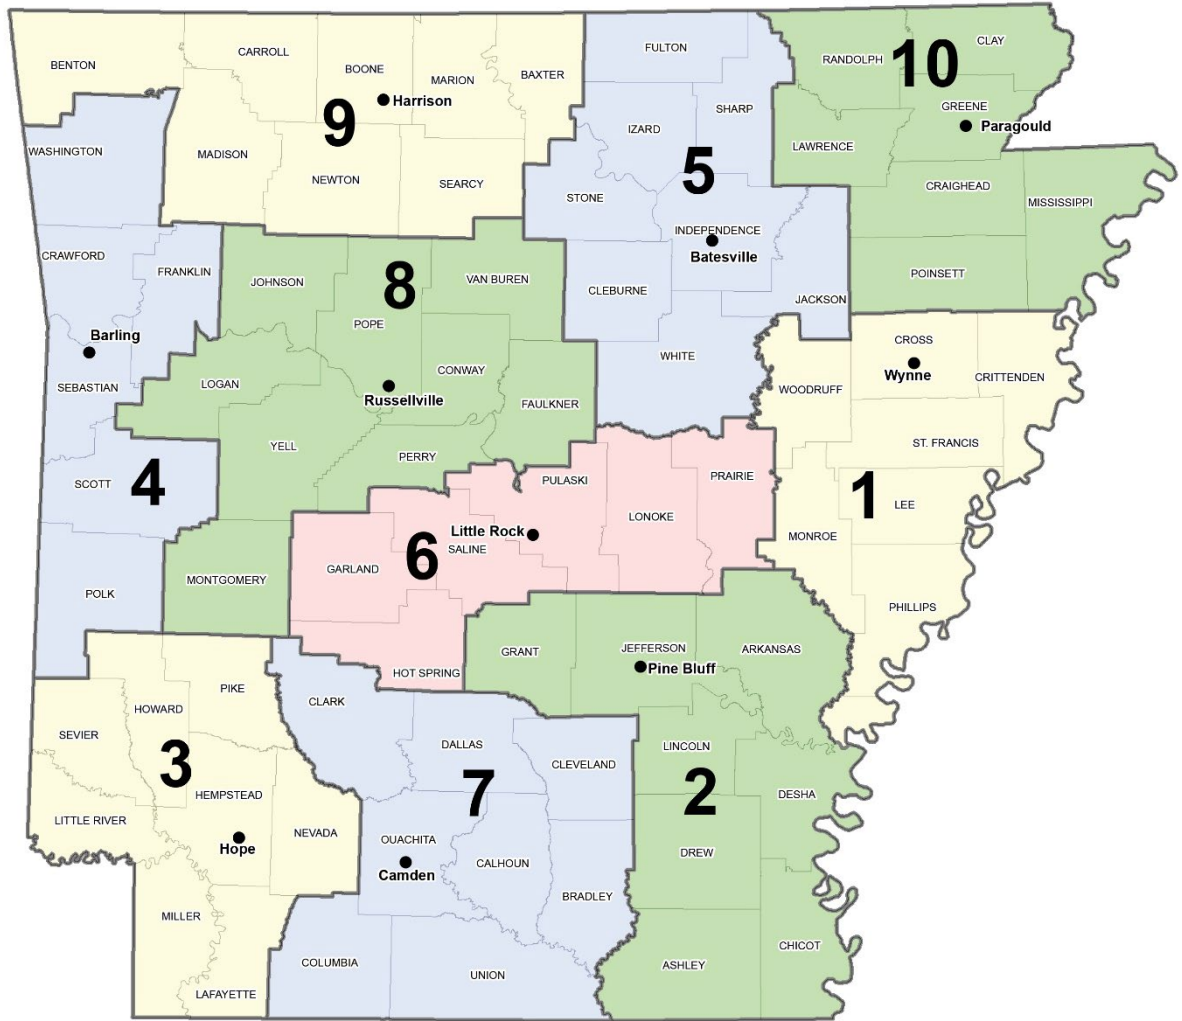 BENTON
CARROLL
BOONE
MARION
BAXTER
FULTON
RANDOLPH
CLAY
10
Harrison
9
SHARP
GREENE
Paragould
IZARD
WASHINGTON
MADISON
NEWTON
SEARCY
5
LAWRENCE
STONE
CRAIGHEAD
MISSISSIPPI
INDEPENDENCE
Batesville
CRAWFORD
FRANKLIN
JOHNSON
8
VAN BUREN
CLEBURNE
JACKSON
POINSETT
POPE
Barling
CROSS
Wynne
WHITE
SEBASTIAN
LOGAN
CONWAY
Russellville
FAULKNER
WOODRUFF
CRITTENDEN
YELL
PERRY
ST. FRANCIS
SCOTT
4
PULASKI
PRAIRIE
1
LEE
LONOKE
Little Rock
SALINE
6
MONROE
GARLAND
MONTGOMERY
POLK
PHILLIPS
GRANT
JEFFERSON
ARKANSAS
Pine Bluff
HOT SPRING
PIKE
CLARK
HOWARD
SEVIER
DALLAS
LINCOLN
3
CLEVELAND
7
2
HEMPSTEAD
DESHA
LITTLE RIVER
NEVADA
Hope
OUACHITA
Camden
CALHOUN
DREW
BRADLEY
MILLER
COLUMBIA
UNION
ASHLEY
CHICOT
LAFAYETTE